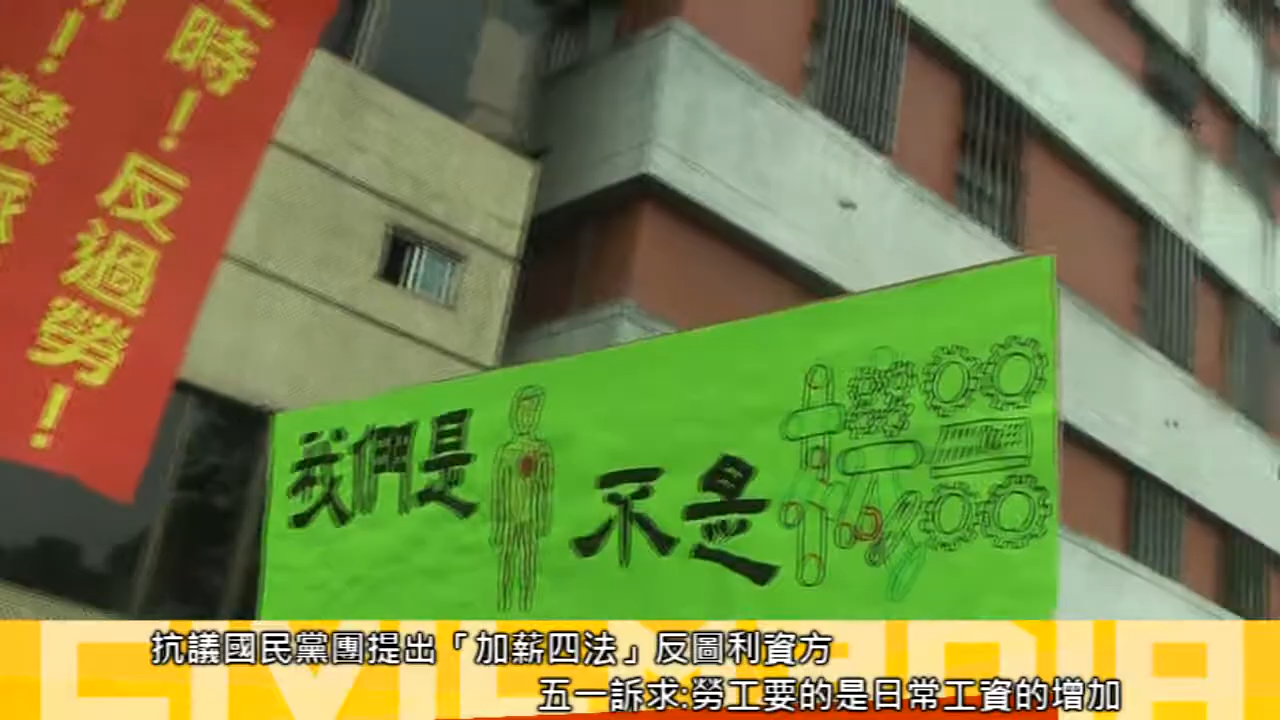 時！反過勞！
！禁
我們是
不是
抗議國民黨團提出「加薪四法」反圖利資方
五一訴求:勞工要的是日常工資的增加